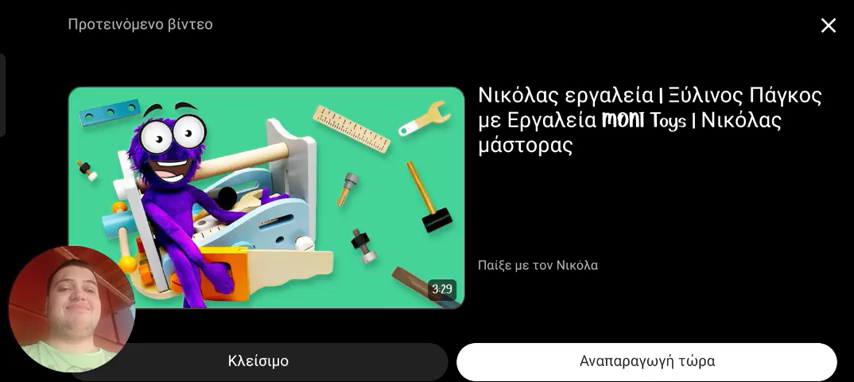 Προτεινόμενο βίντεο
Νικόλας εργαλεία | Ξύλινος Πάγκος
με Εργαλεία 𝐦𝐎𝐍𝐈 Toys | Νικόλας
μάστορας
3:29
Παίξε με τον Νικόλα
Κλείσιμο
Αναπαραγωγή τώρα